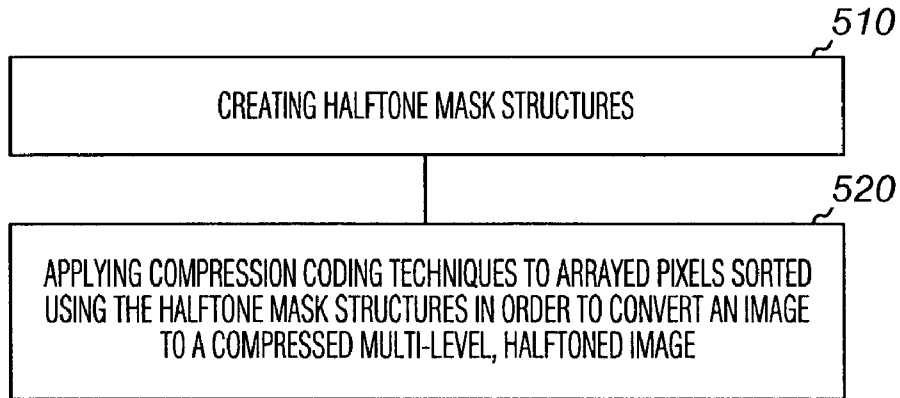 510
CREATING HALFTONE MASK STRUCTURES
520
APPLYING COMPRESSION CODING TECHNIQUES TO ARRAYED PIXELS SORTED
USING THE HALFTONE MASK STRUCTURES IN ORDER TO CONVERT AN IMAGE
TO A COMPRESSED MULTI-LEVEL, HALFTONED IMAGE